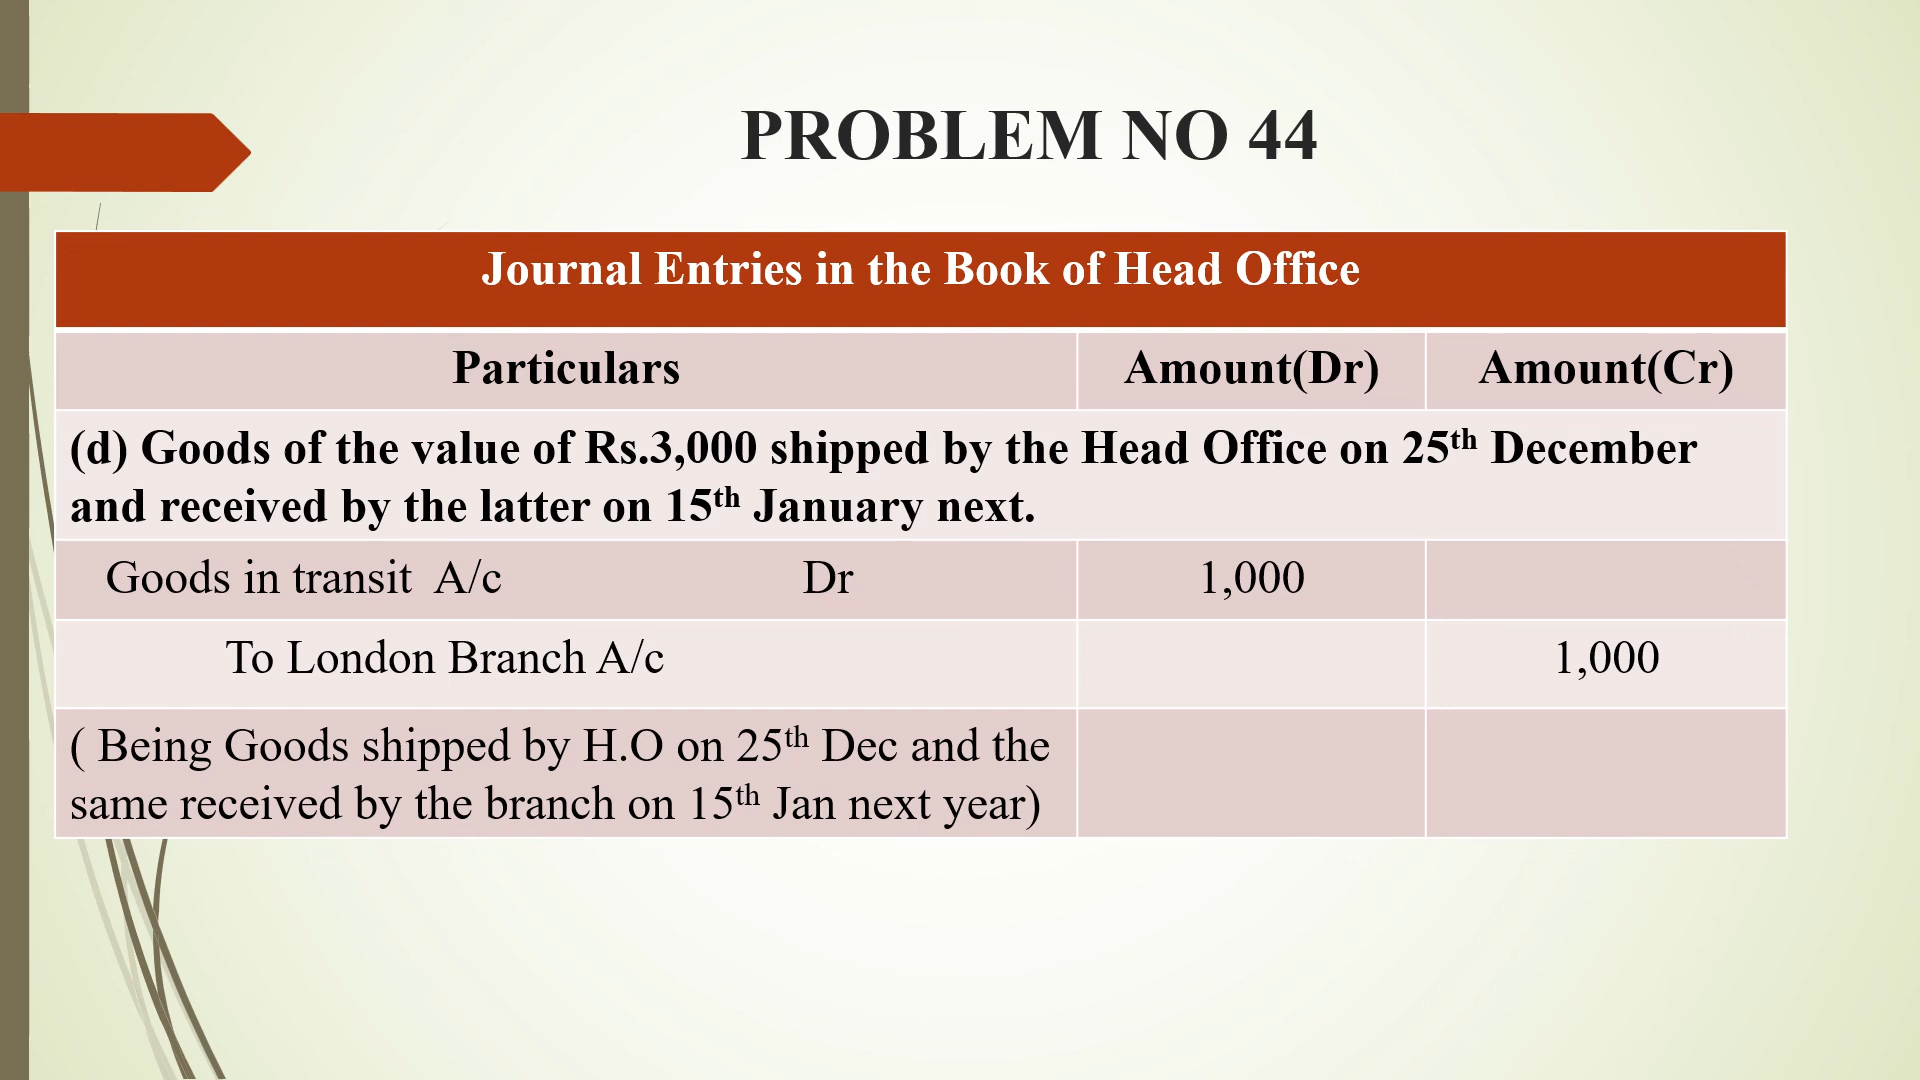 PROBLEM NO 44
Journal Entries in the Book of Head Office
Particulars Amount(Dr) Amount(Cr)
(d) Goods of the value of Rs.3,000 shipped by the Head Office on 25th December
and received by the latter on 15th January next.
Goods in transit A/c Dr 1,000
To London Branch A/c 1,000
( Being Goods shipped by H.O on 25th Dec and the
same received by the branch on 15th Jan next year)